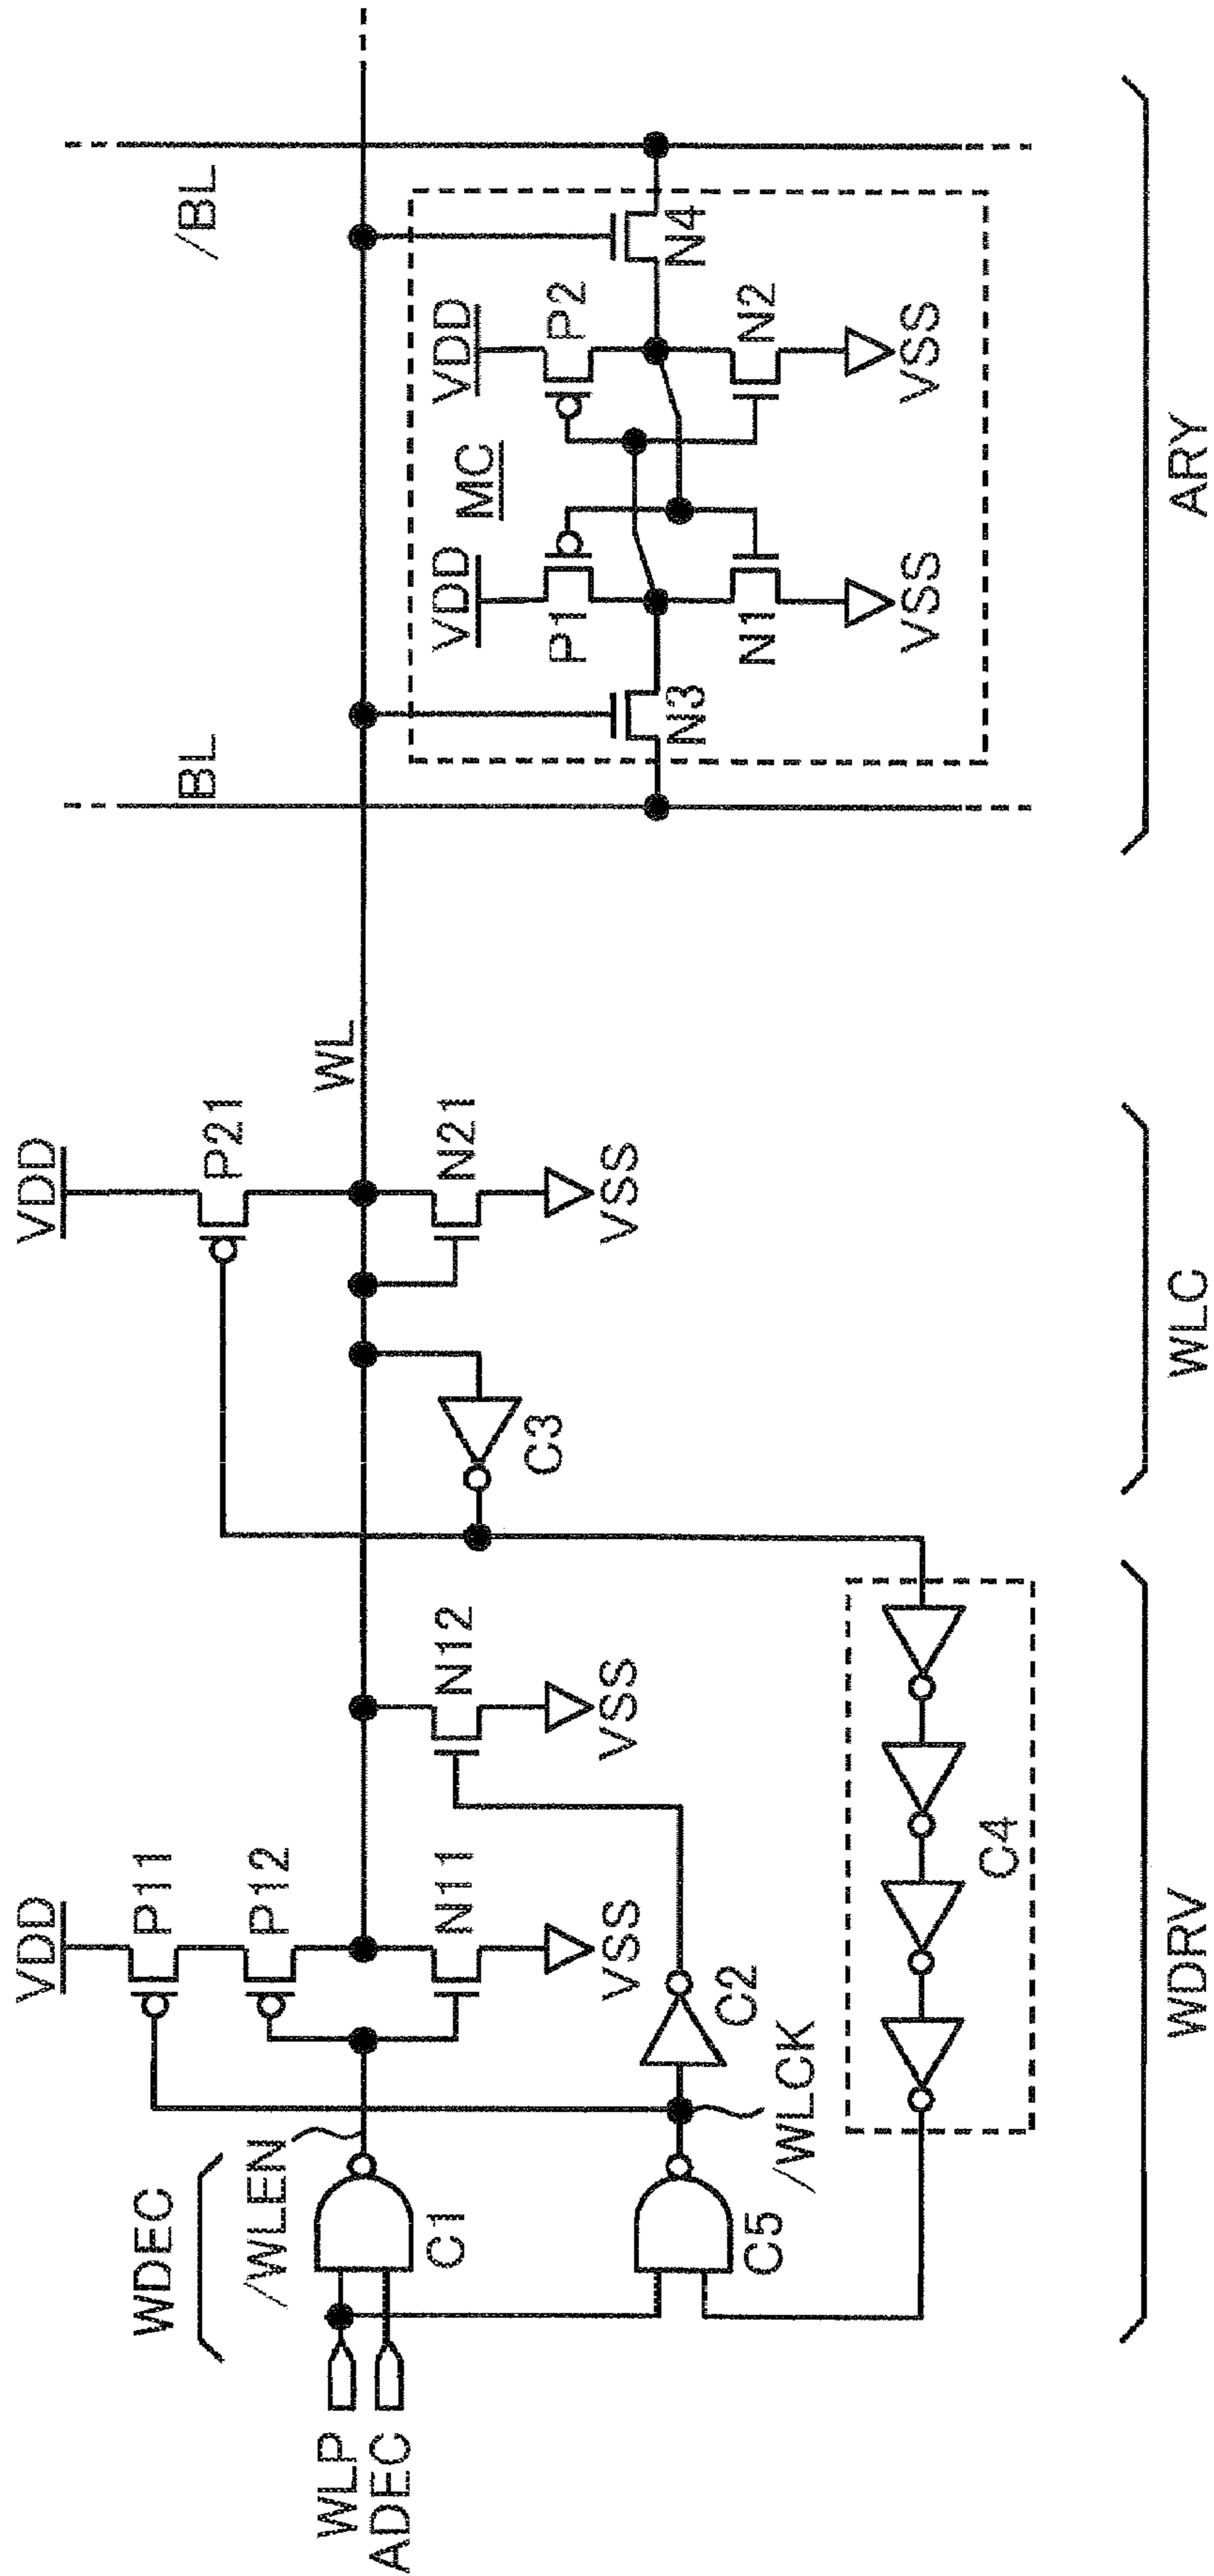 WLP
ADEC
WDEC
/WLEN
C1
C5
/WLCK
C2
VDD
P11
P12
N11
VSS
N12
VSS
C4
WDRV
C3
VDD
P21
N21
VSS
WL
WLC
BL
/BL
MC
VDD
P1
N1
VSS
N3
VDD
P2
N2
VSS
N4
ARY